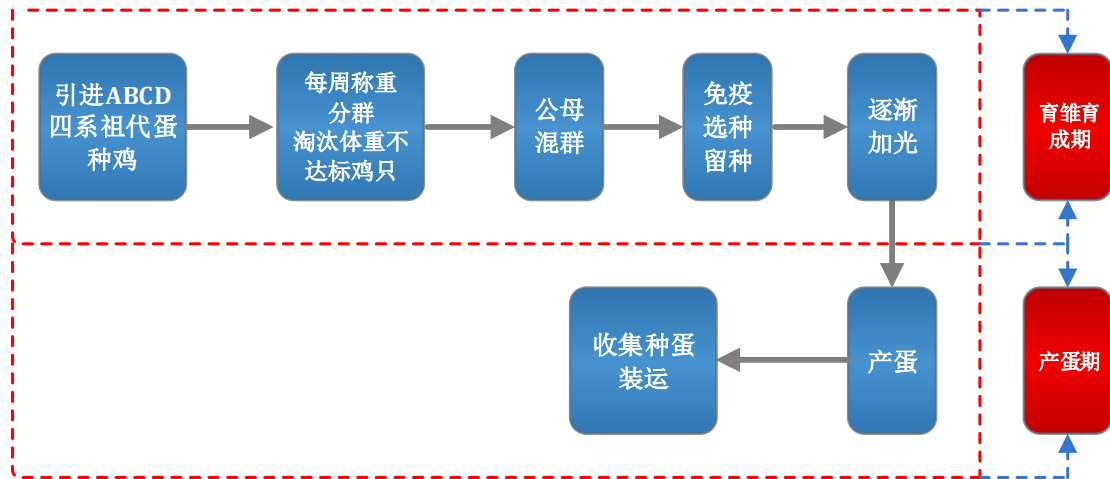 引进ABCD
四系祖代蛋
种鸡
每周称重
分群
淘汰体重不
达标鸡只
公母
混群
免疫
选种
留种
逐渐
加光
育雏育
成期
收集种蛋
装运
产蛋
产蛋期